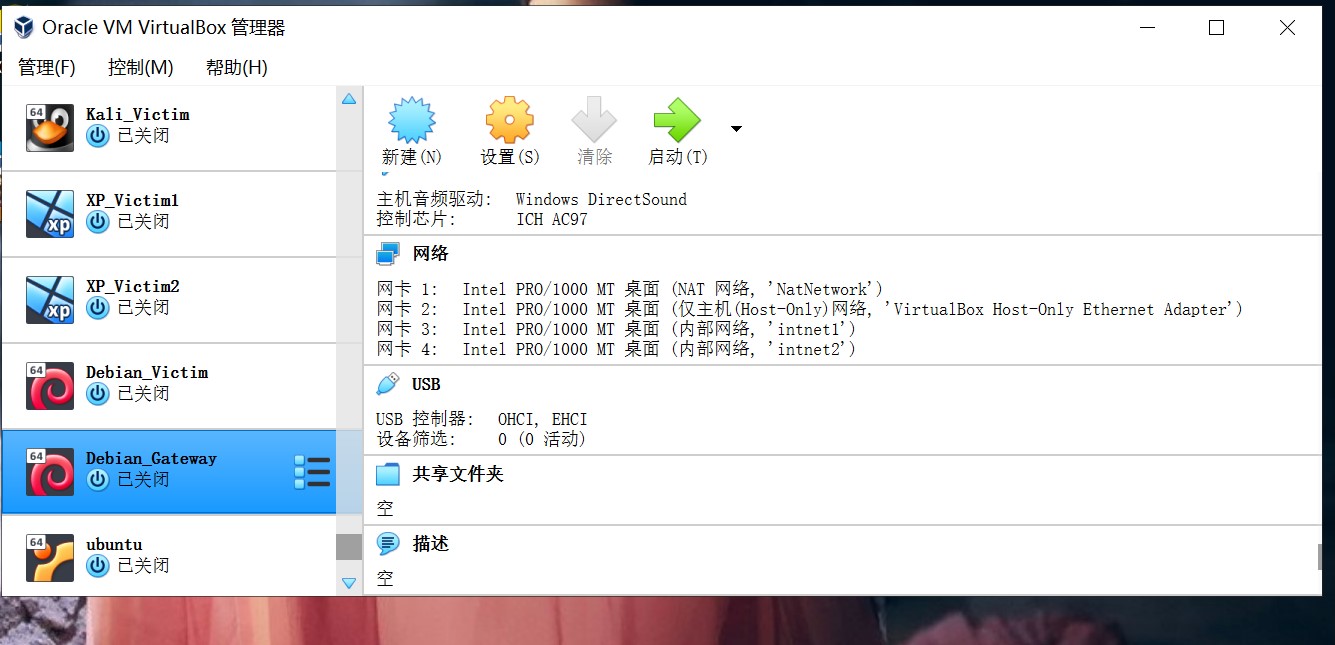 Oracle VM VirtualBox 管理器
管理(F) 控制(M) 帮助(H)
64
Kali_Victim
已关闭
xp
XP_Victim1
已关闭
xp
XP_Victim2
已关闭
64
Debian_Victim
已关闭
64
Debian_Gateway
已关闭
64
ubuntu
已关闭
新建(N) 设置(S) 清除 启动(T)
主机音频驱动: Windows DirectSound
控制芯片: ICH AC97
网络
网卡 1: Intel PRO/1000 MT 桌面 (NAT 网络, 'NatNetwork')
网卡 2: Intel PRO/1000 MT 桌面 (仅主机(Host-Only)网络, 'VirtualBox Host-Only Ethernet Adapter')
网卡 3: Intel PRO/1000 MT 桌面 (内部网络, 'intnet1')
网卡 4: Intel PRO/1000 MT 桌面 (内部网络, 'intnet2')
USB
USB 控制器: OHCI, EHCI
设备筛选: 0 (0 活动)
共享文件夹
空
描述
空